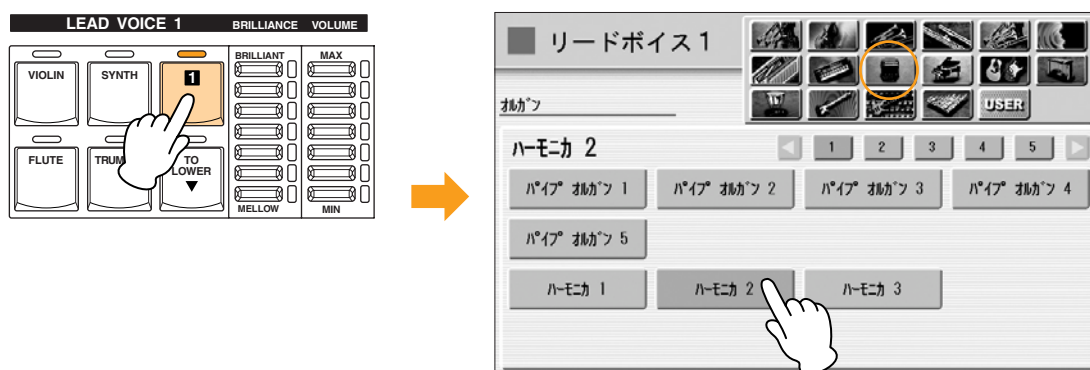 LEAD VOICE 1 BRILLIANCE VOLUME
BRILLIANT MAX
VIOLIN SYNTH 1
FLUTE TRUM TO LOWER
MELLOW MIN
リードボイス1
USER
オルガン
ハーモニカ 2 1 2 3 4 5
パイプ オルガン 1 パイプ オルガン 2 パイプ オルガン 3 パイプ オルガン 4
パイプ オルガン 5
ハーモニカ 1 ハーモニカ 2 ハーモニカ 3